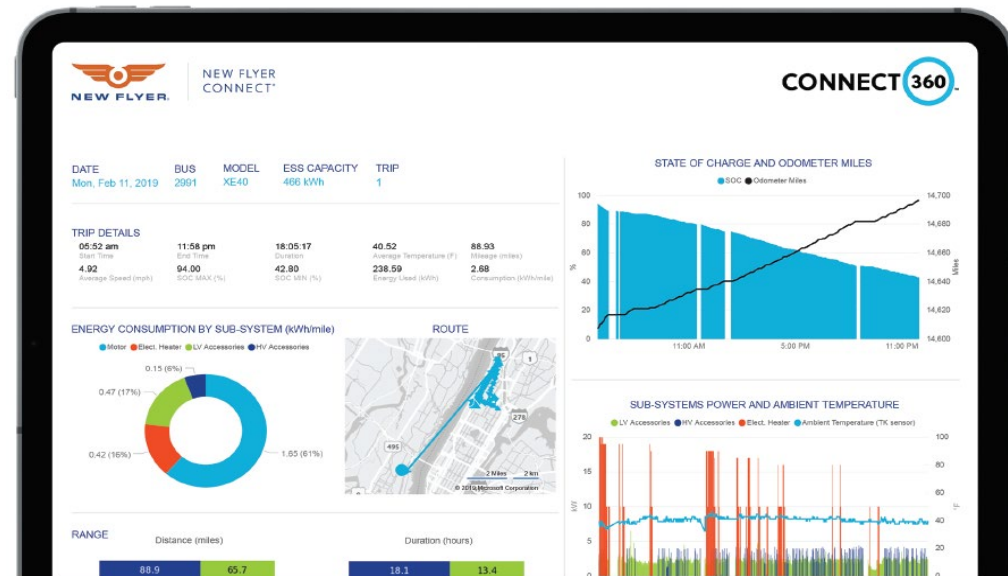 NEW FLYER.
NEW FLYER
CONNECT
CONNECT 360
DATE BUS MODEL ESS CAPACITY TRIP
Mon, Feb 11, 2019 2991 XE40 466 kWh 1
TRIP DETAILS
05:52 am 11:58 pm 18:05:17 40.52 88.93
Start Time End Time Duration Average Temperature (F) Mileage (miles)
4.92 94.00 42.80 238.59 2.68
Average Speed (mph) SOC MAX (%) SOC MIN (%) Energy Used (kWh) Consumption (kWh/mile)
ENERGY CONSUMPTION BY SUB-SYSTEM (kWh/mile)
Motor Elect. Heater LV Accessories HV Accessories
0.15 (6%)
0.47 (17%)
0.42 (16%)
1.65 (61%)
ROUTE
95
1
278
495
2 Miles 2 km
© 2019 Microsoft Corporation
RANGE
Distance (miles)
88.9 65.7
Duration (hours)
18.1 13.4
STATE OF CHARGE AND ODOMETER MILES
SOC Odometer Miles
100
80
60
40
20
0
%
14,700
14,680
14,660
14,640
14,620
14,600
Miles
11:00 AM 5:00 PM 11:00 PM
SUB-SYSTEMS POWER AND AMBIENT TEMPERATURE
LV Accessories HV Accessories Elect. Heater Ambient Temperature (TK sensor)
20
15
10
5
0
kW
100
80
60
40
20
0